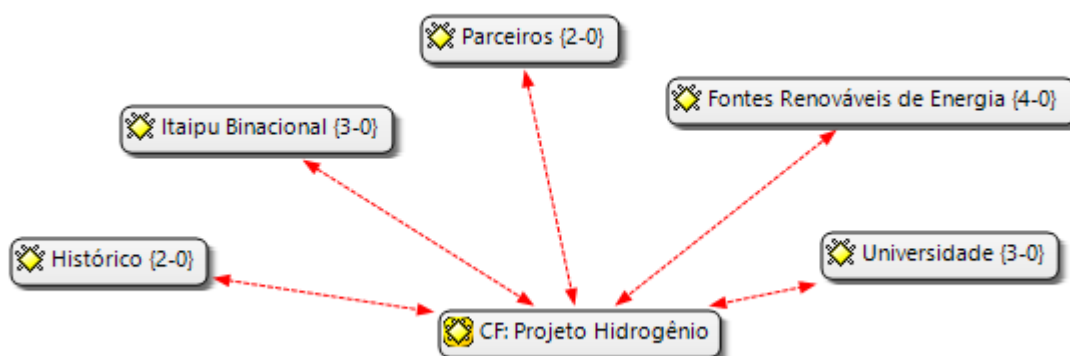 Parceiros {2-0}
Fontes Renováveis de Energia {4-0}
Itaipu Binacional {3-0}
Histórico {2-0}
Universidade {3-0}
CF: Projeto Hidrogênio